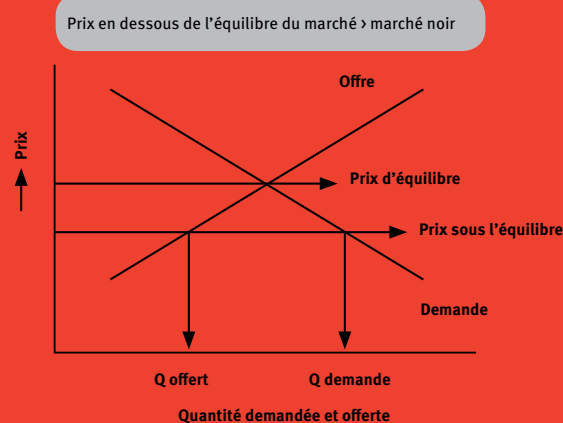 Prix en dessous de l'équilibre du marché › marché noir
Offre
Prix
Prix d'équilibre
Prix sous l'équilibre
Demande
Q offert
Q demande
Quantité demandée et offerte